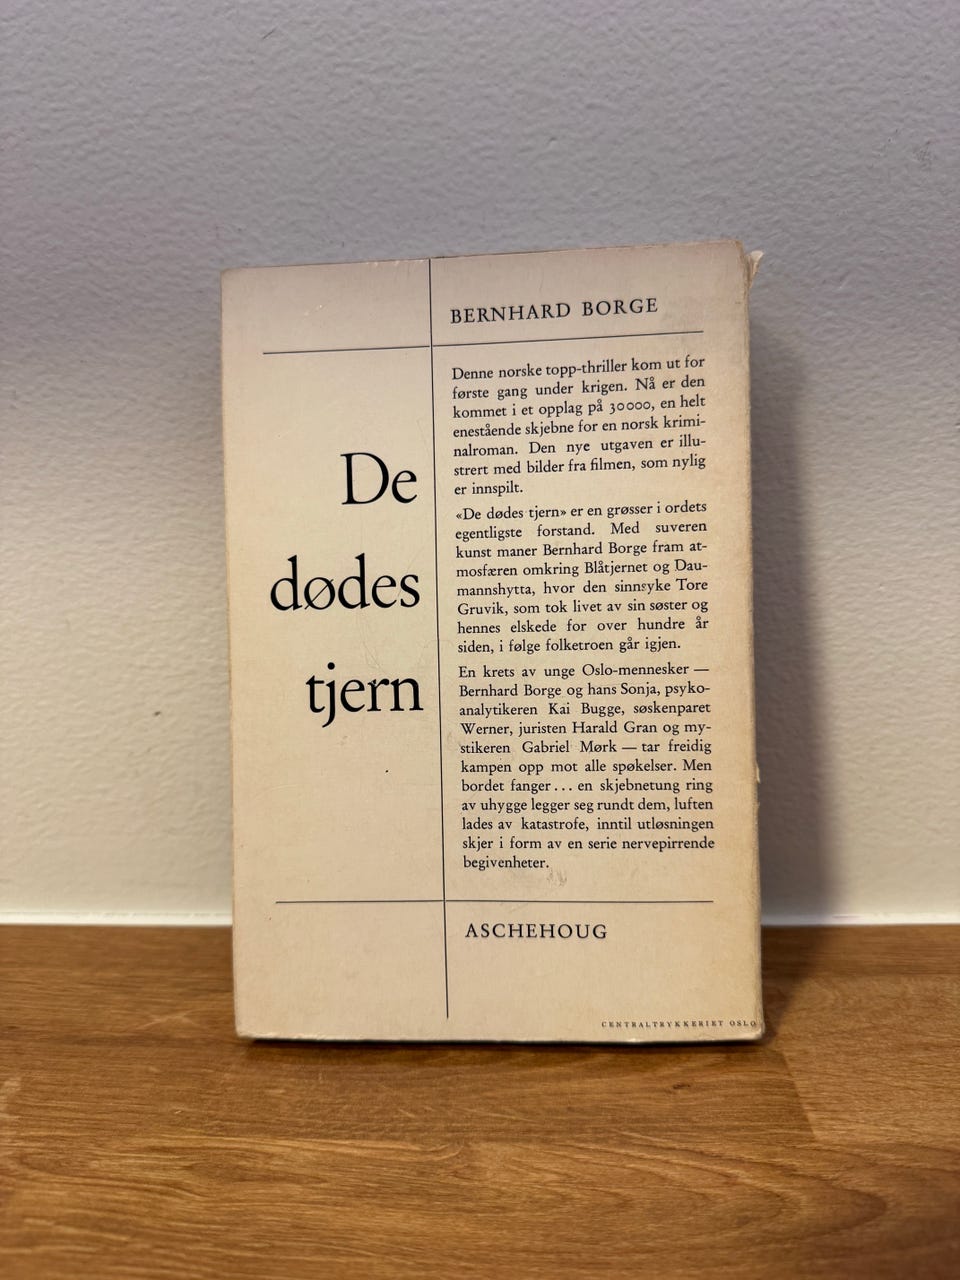 BERNHARD BORGE
De
dødes
tjern
Denne norske topp-thriller kom ut for
første gang under krigen. Nå er den
kommet i et opplag på 30000, en helt
enestående skjebne for en norsk krimi-
nalroman. Den nye utgaven er illu-
strert med bilder fra filmen, som nylig
er innspilt.
«De dødes tjern» er en grøsser i ordets
egentligste forstand. Med suveren
kunst maner Bernhard Borge fram at-
mosfæren omkring Blåtjernet og Dau-
mannshytta, hvor den sinnsyke Tore
Gruvik, som tok livet av sin søster og
hennes elskede for over hundre år
siden, i følge folketroen går igjen.
En krets av unge Oslo-mennesker —
Bernhard Borge og hans Sonja, psyko-
analytikeren Kai Bugge, søskenparet
Werner, juristen Harald Gran og my-
stikeren Gabriel Mørk — tar freidig
kampen opp mot alle spøkelser. Men
bordet fanger... en skjebnetung ring
av uhygge legger seg rundt dem, luften
lades av katastrofe, inntil utløsningen
skjer i form av en serie nervepirrende
begivenheter.
ASCHEHOUG
CENTRALTRYKKERIET OSLO